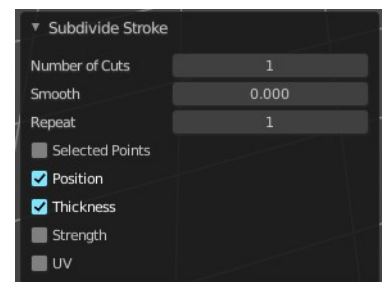 Subdivide Stroke
Number of Cuts 1
Smooth 0.000
Repeat 1
Selected Points
Position
Thickness
Strength
UV